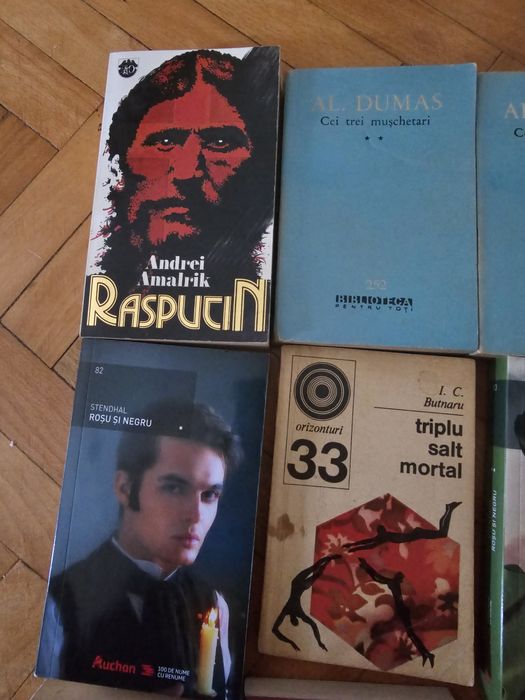 Andrei
Amalrik
RASPUTIN
AL. DUMAS
Cei trei mușchetari
* *
252
BIBLIOTECA
PENTRU TOȚI
82
STENDHAL
ROȘU ȘI NEGRU
Auchan
100 DE NUME
CU RENUME
orizonturi
33
I. C.
Butnaru
triplu
salt
mortal
ROȘU ȘI NEGRU